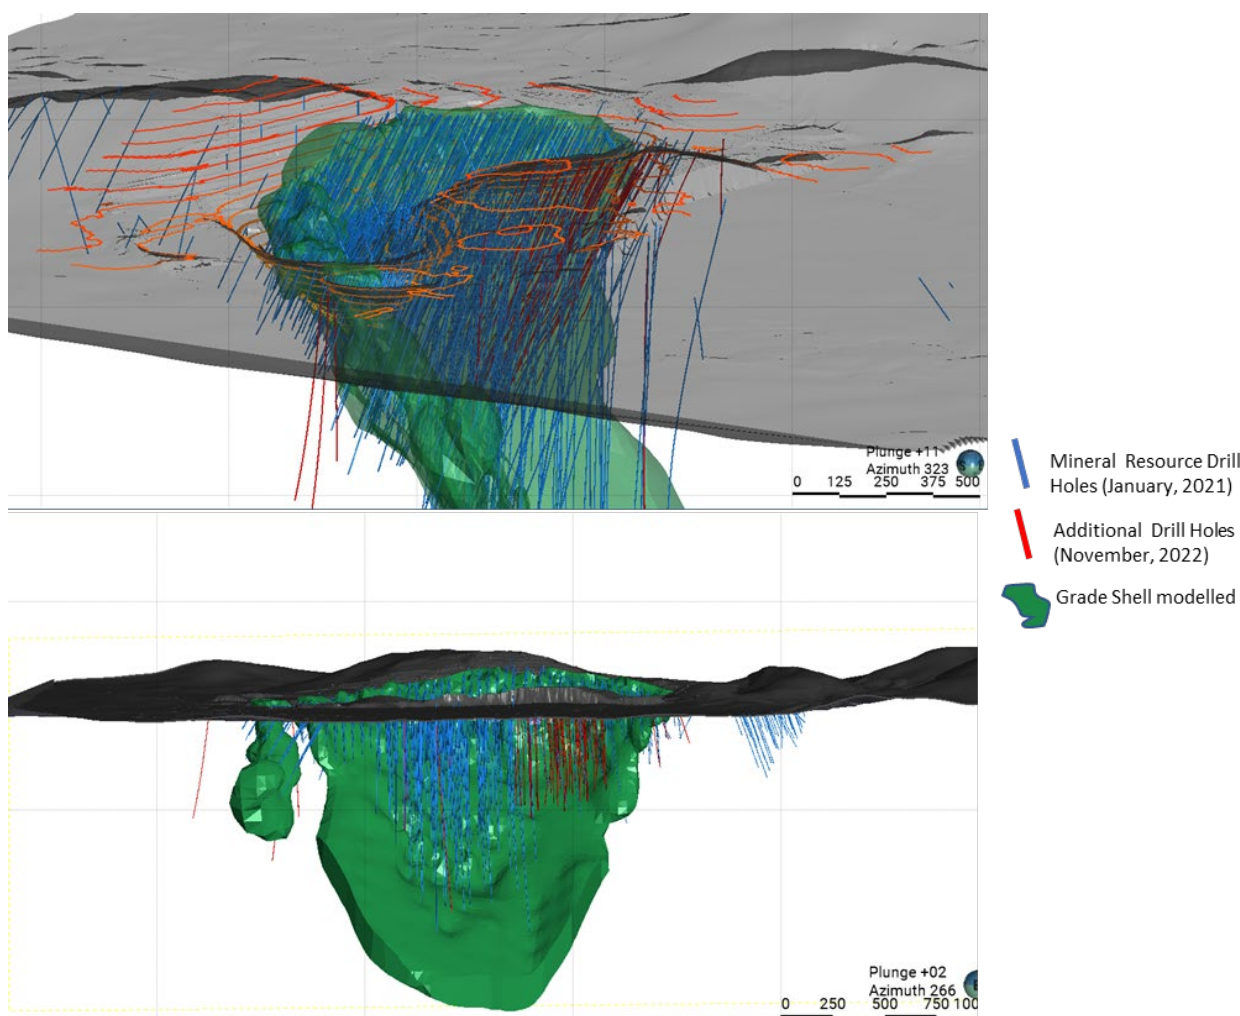 Plunge +11
Azimuth 323
0 125 250 375 500
Mineral Resource Drill
Holes (January, 2021)
Additional Drill Holes
(November, 2022)
Grade Shell modelled
Plunge +02
Azimuth 266
0 250 500 750 100